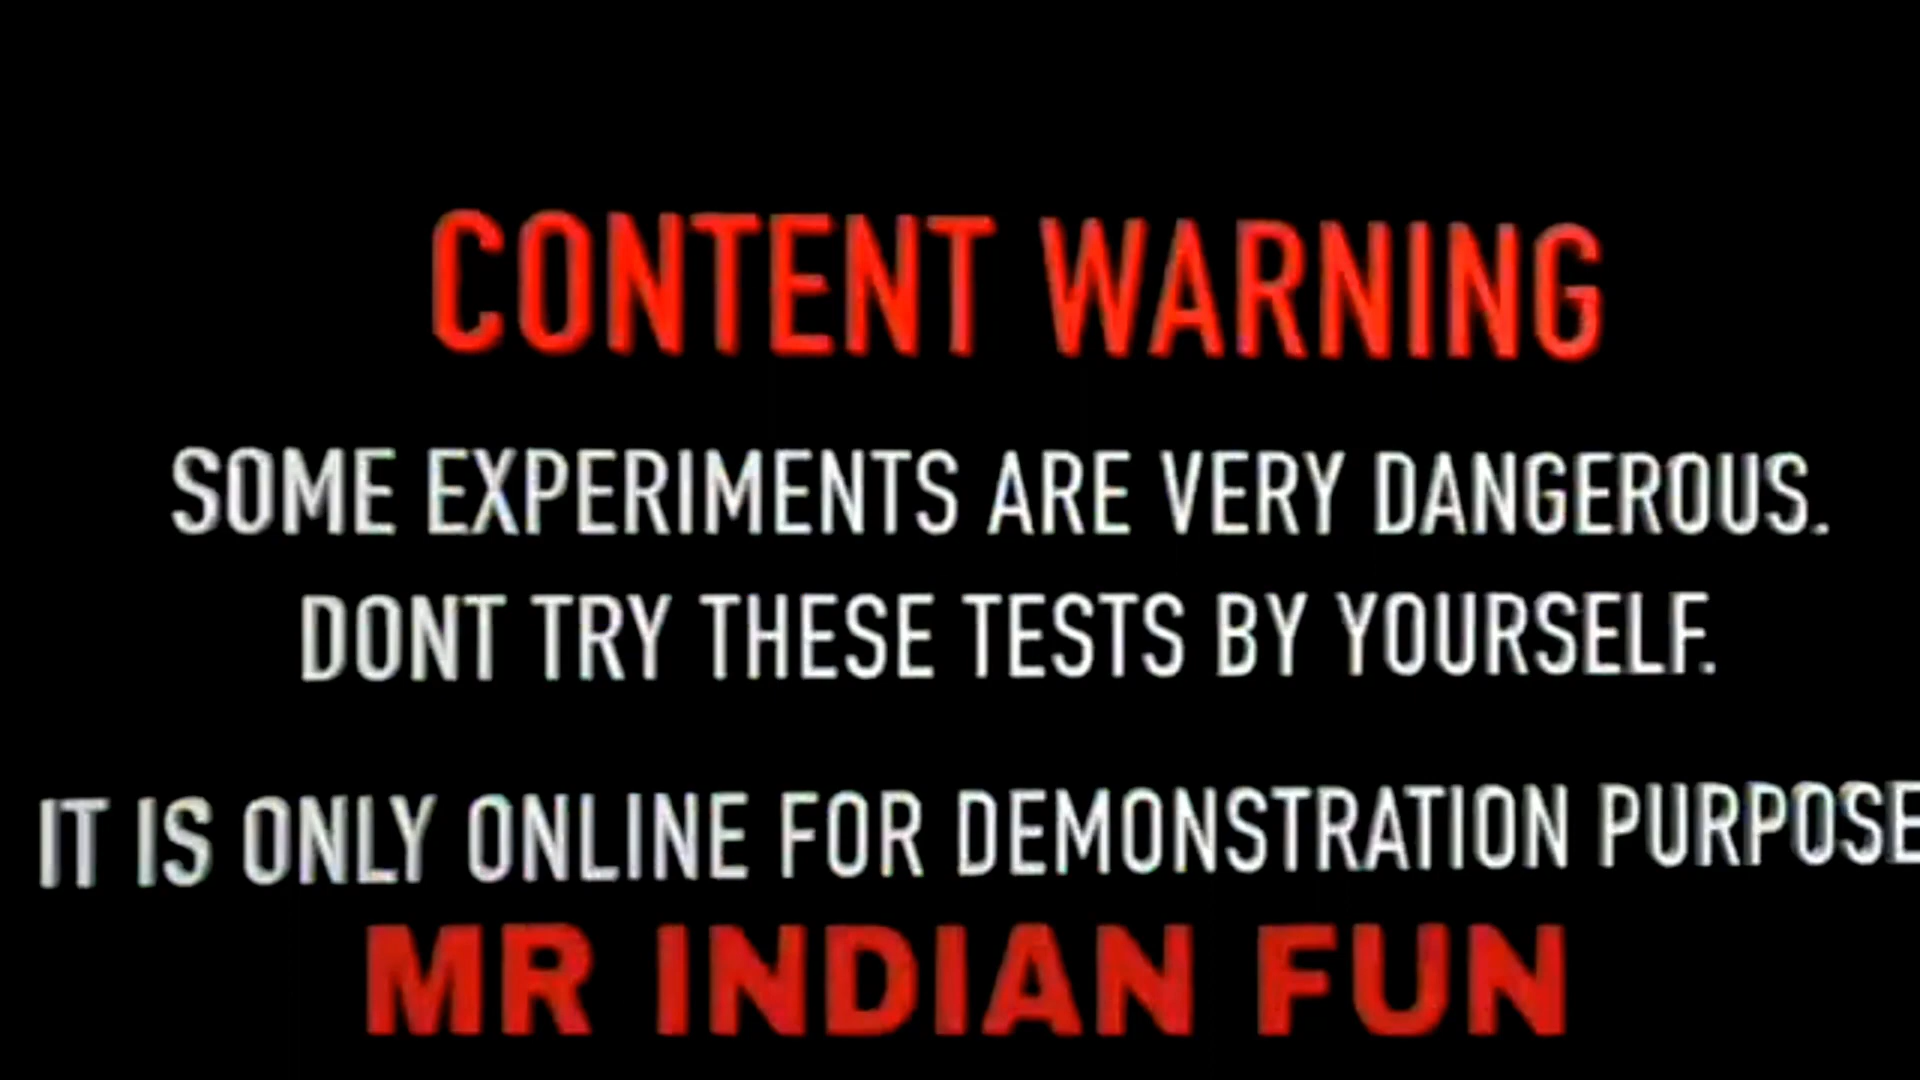 CONTENT WARNING
SOME EXPERIMENTS ARE VERY DANGEROUS.
DONT TRY THESE TESTS BY YOURSELF.
IT IS ONLY ONLINE FOR DEMONSTRATION PURPOSE
MR INDIAN FUN